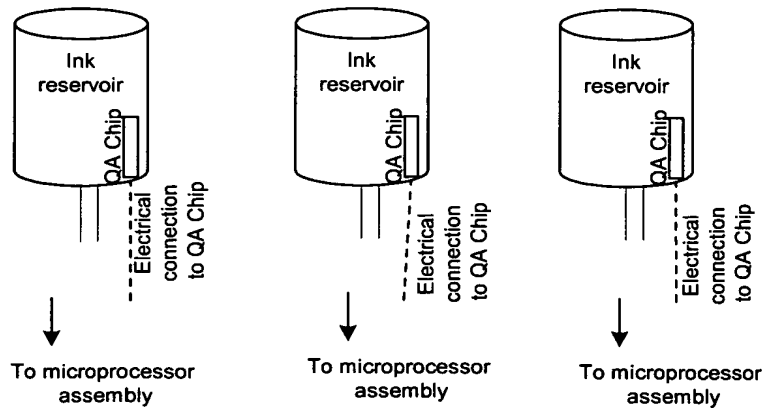 Ink
reservoir
QA Chip
Electrical
connection
to QA Chip
To microprocessor
assembly
Ink
reservoir
QA Chip
Electrical
connection
to QA Chip
To microprocessor
assembly
Ink
reservoir
QA Chip
Electrical
connection
to QA Chip
To microprocessor
assembly